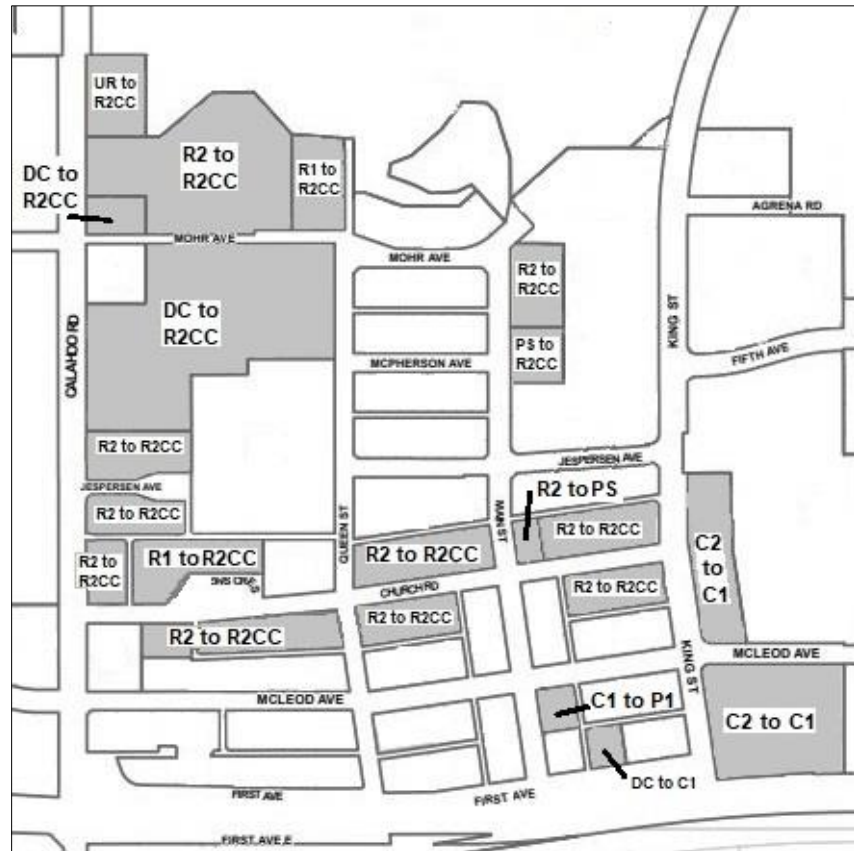 UR to
R2CC
R2 to
R2CC
R1 to
R2CC
DC to
R2CC
MOHR AVE
MOHR AVE
AGRENA RD
R2 to
R2CC
DC to
R2CC
CALAHOO RD
KING ST
PS to
R2CC
MCPHERSON AVE
FIFTH AVE
R2 to R2CC
JESPERSEN AVE
JESPERSEN AVE
R2 to PS
R2 to R2CC
QUEEN ST
MAIN ST
R2 to R2CC
R2 to
R2CC
R1 to R2CC
R2 to R2CC
C2
to
C1
CHURCH RD
R2 to R2CC
R2 to R2CC
R2 to R2CC
KING ST
MCLEOD AVE
MCLEOD AVE
C1 to P1
C2 to C1
DC to C1
FIRST AVE
FIRST AVE
FIRST AVE E